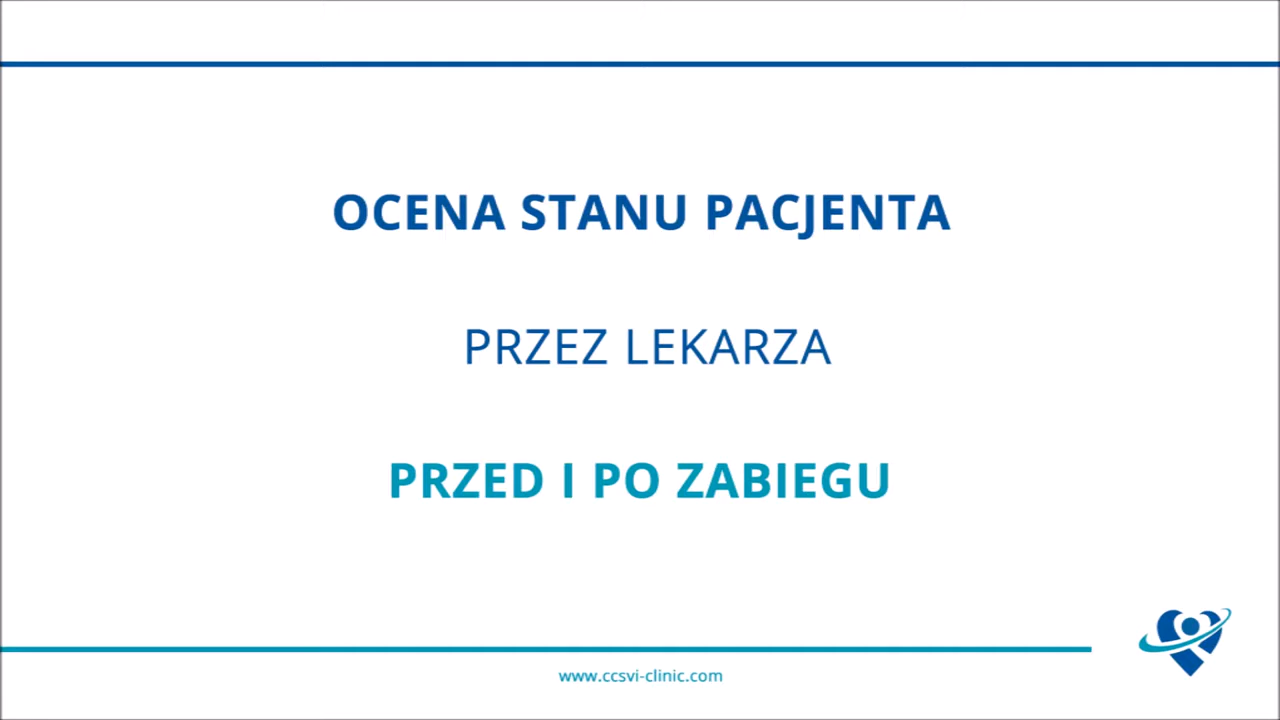 OCENA STANU PACJENTA
PRZEZ LEKARZA
PRZED I PO ZABIEGU
www.ccsvi-clinic.com